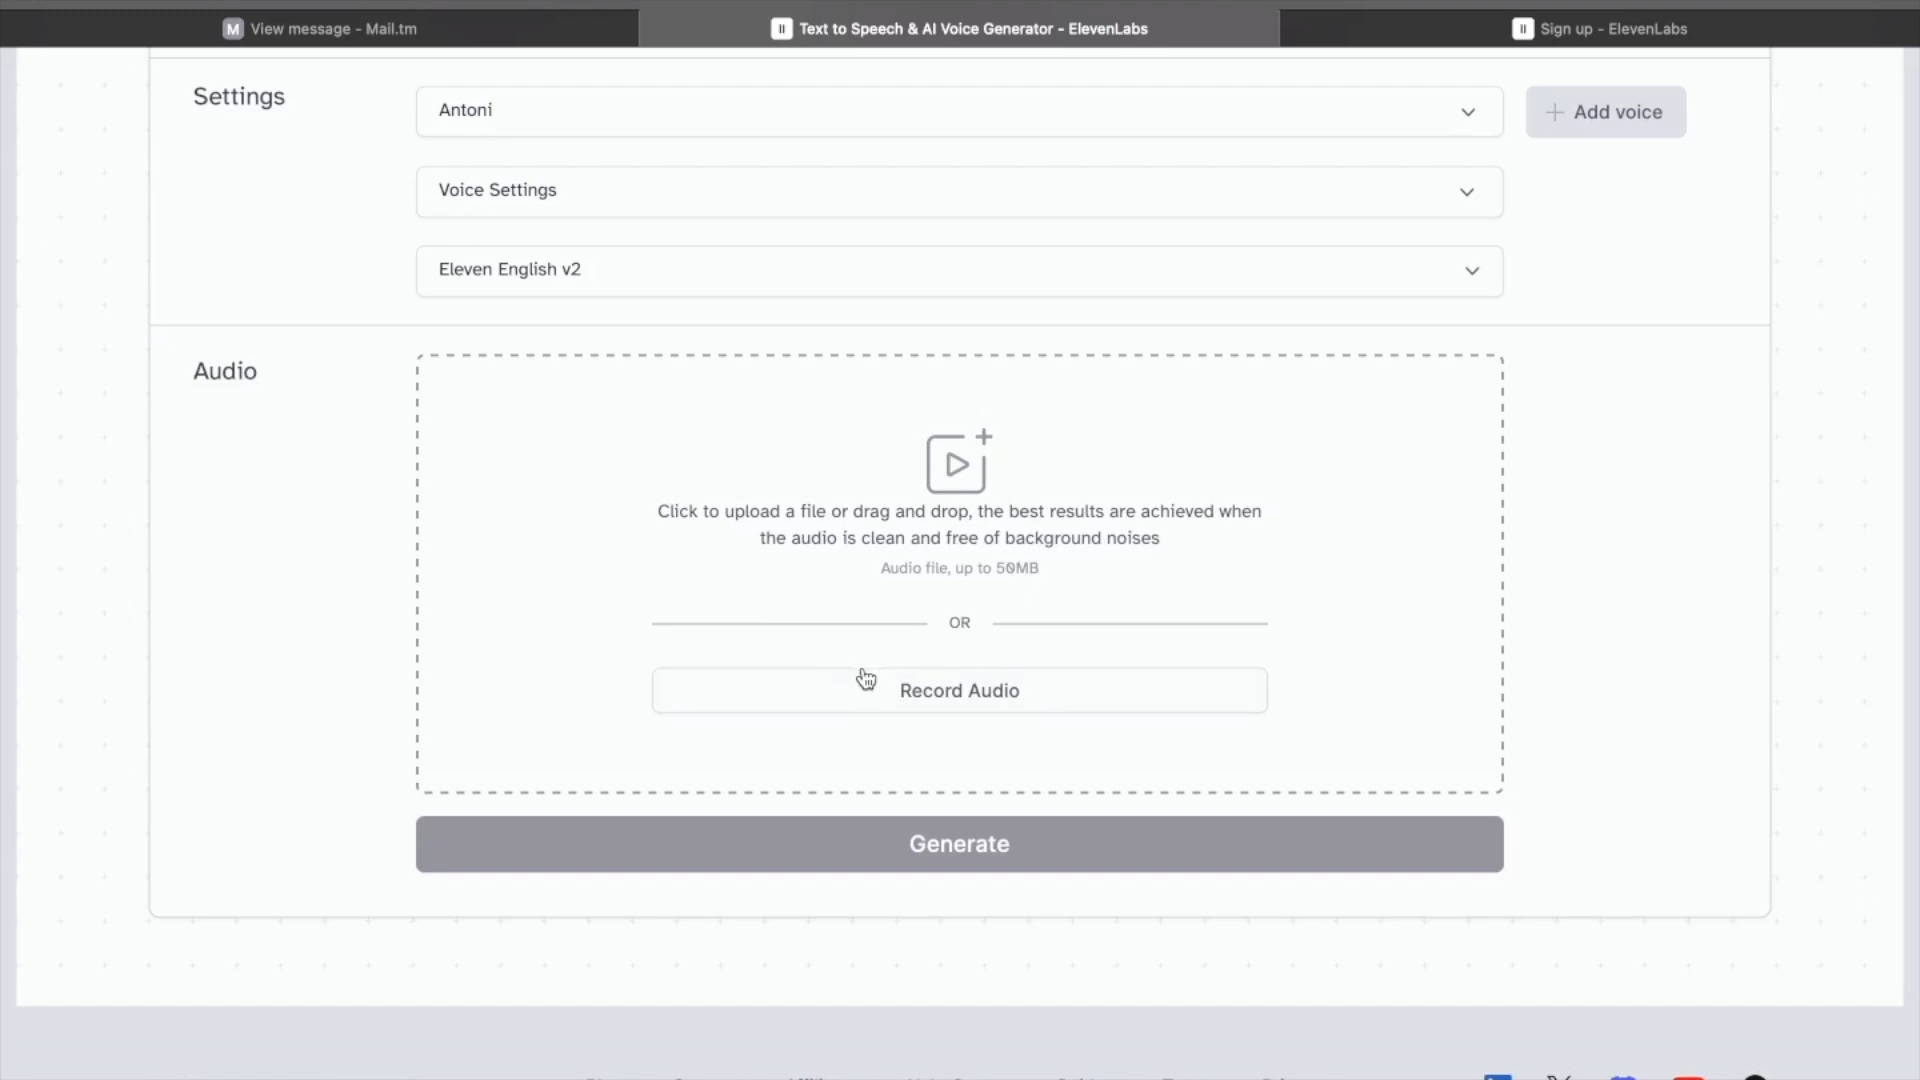 M View message - Mail.tm
Text to Speech & AI Voice Generator - ElevenLabs
Sign up - ElevenLabs
Settings
Antoni
+ Add voice
Voice Settings
Eleven English v2
Audio
Click to upload a file or drag and drop, the best results are achieved when
the audio is clean and free of background noises
Audio file, up to 50MB
OR
Record Audio
Generate